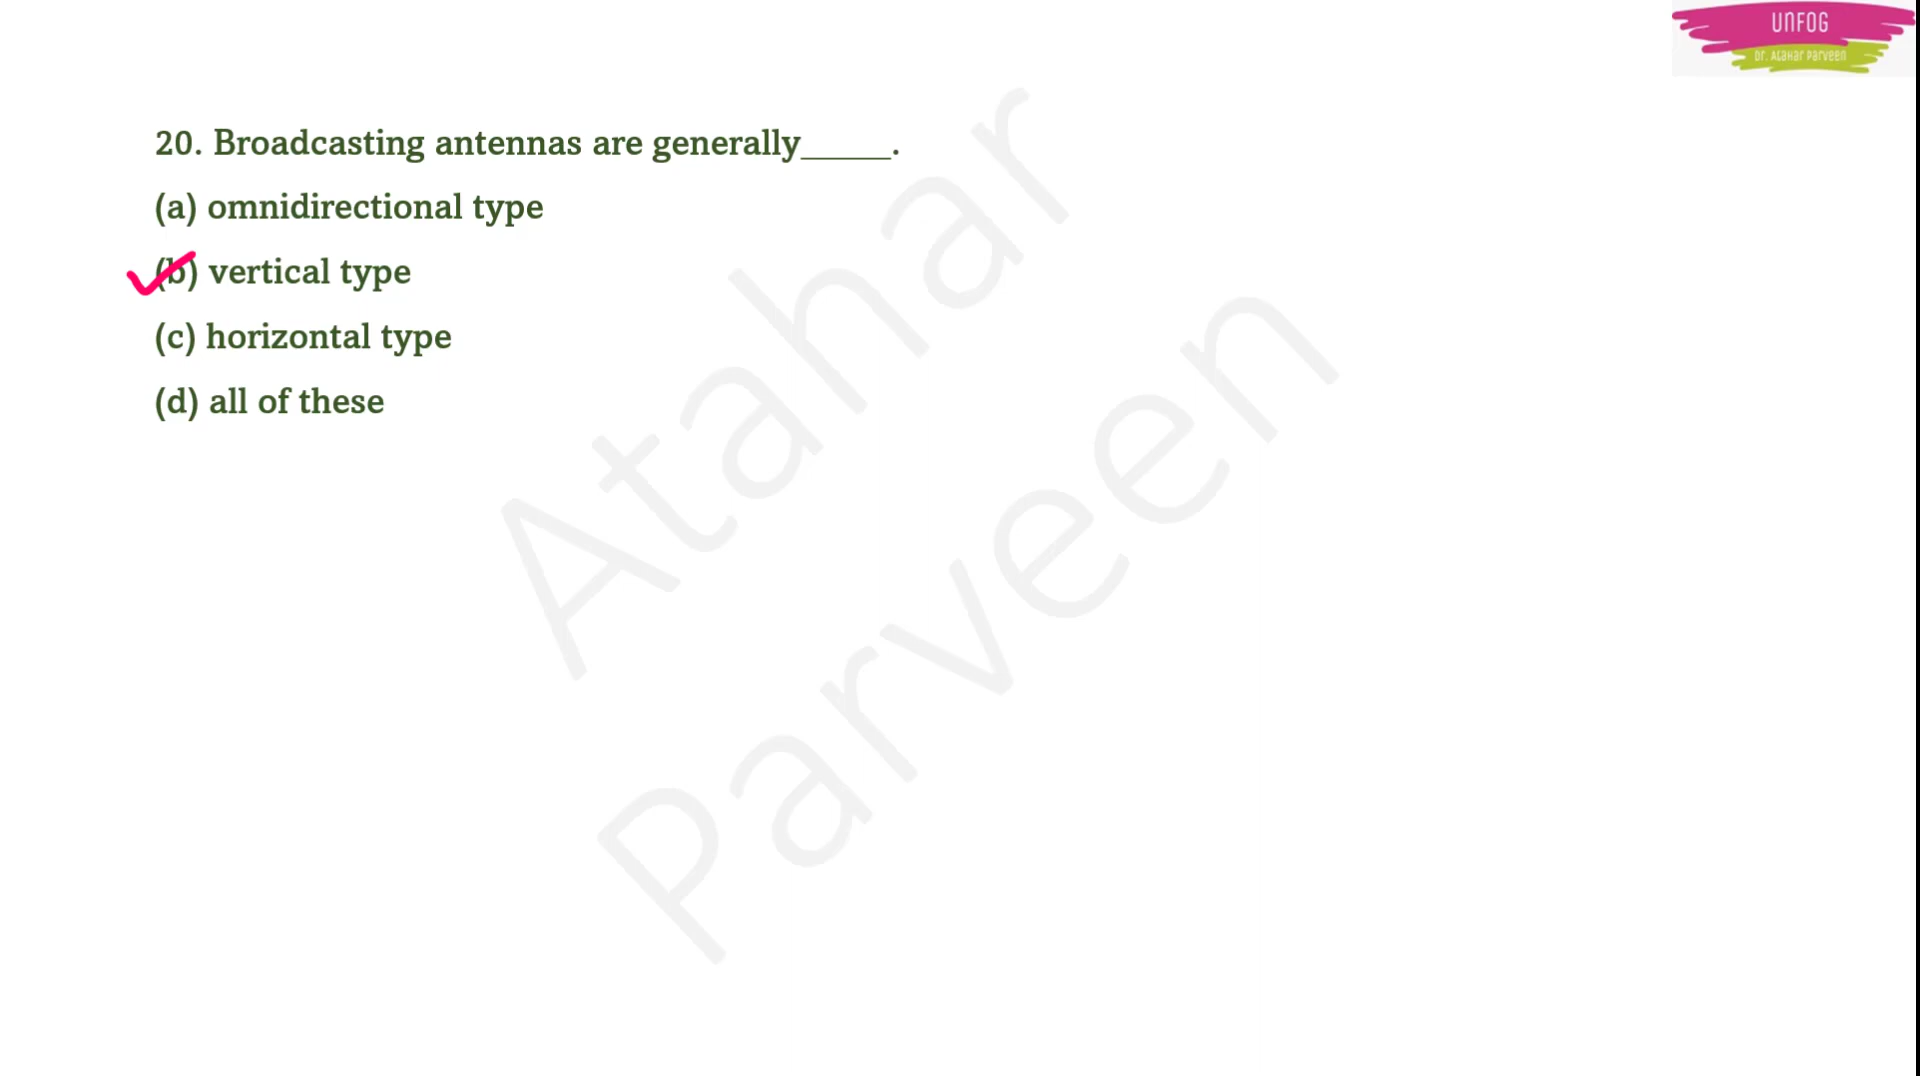 UNFOG
Dr. Atahar Parveen
20. Broadcasting antennas are generally_____.
(a) omnidirectional type
(b) vertical type
(c) horizontal type
(d) all of these
Atahar
Parveen